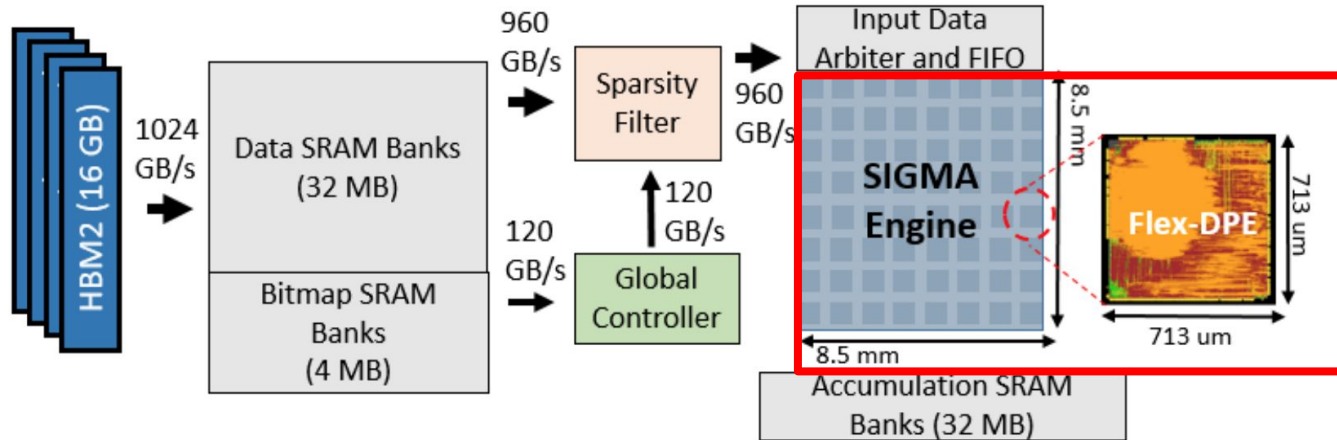 HBM2 (16 GB)
1024
GB/s
Data SRAM Banks
(32 MB)
Bitmap SRAM
Banks
(4 MB)
960
GB/s
120
GB/s
Sparsity
Filter
120
GB/s
Global
Controller
960
GB/s
Input Data
Arbiter and FIFO
SIGMA
Engine
8.5 mm
8.5 mm
Flex-DPE
713 um
713 um
Accumulation SRAM
Banks (32 MB)